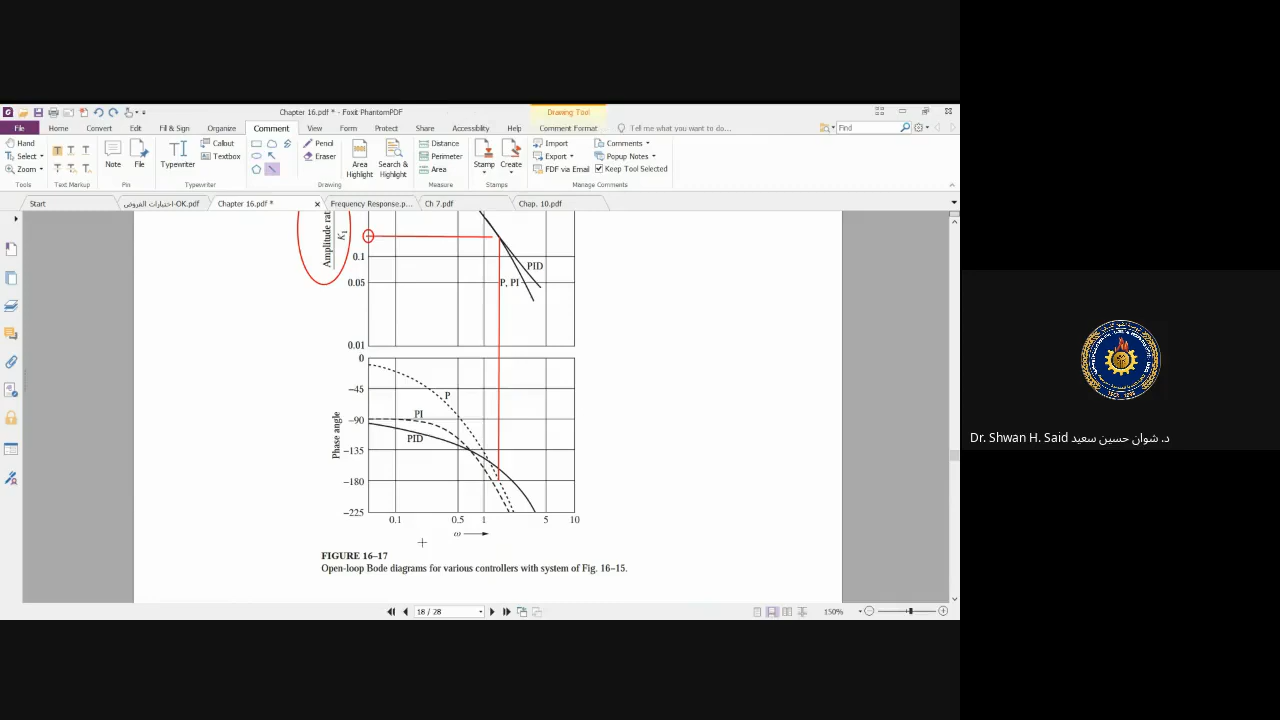 Chapter 16.pdf * - Foxit PhantomPDF
Drawing Tool
File Home Convert Edit Fill & Sign Organize Comment View Form Protect Share Accessibility Help Comment Format Tell me what you want to do... Find
Hand
Select
Zoom
Tools
Text Markup
Note
File
Pin
Typewriter
Callout
Textbox
Typewriter
Pencil
Eraser
Drawing
Area Highlight
Search & Highlight
Distance
Perimeter
Area
Measure
Stamp
Create
Stamps
Import
Export
FDF via Email
Comments
Popup Notes
Keep Tool Selected
Manage Comments
Start
اختيارات الفروض-OK.pdf
Chapter 16.pdf *
Frequency Response.p...
Ch 7.pdf
Chap. 10.pdf
Amplitude rat
K1
0.1
0.05
0.01
PID
P, PI
0
-45
-90
-135
-180
-225
Phase angle
P
PI
PID
0.1 0.5 1 5 10
ω
FIGURE 16–17
Open-loop Bode diagrams for various controllers with system of Fig. 16–15.
18 / 28
150%
Dr. Shwan H. Said د. شوان حسين سعيد